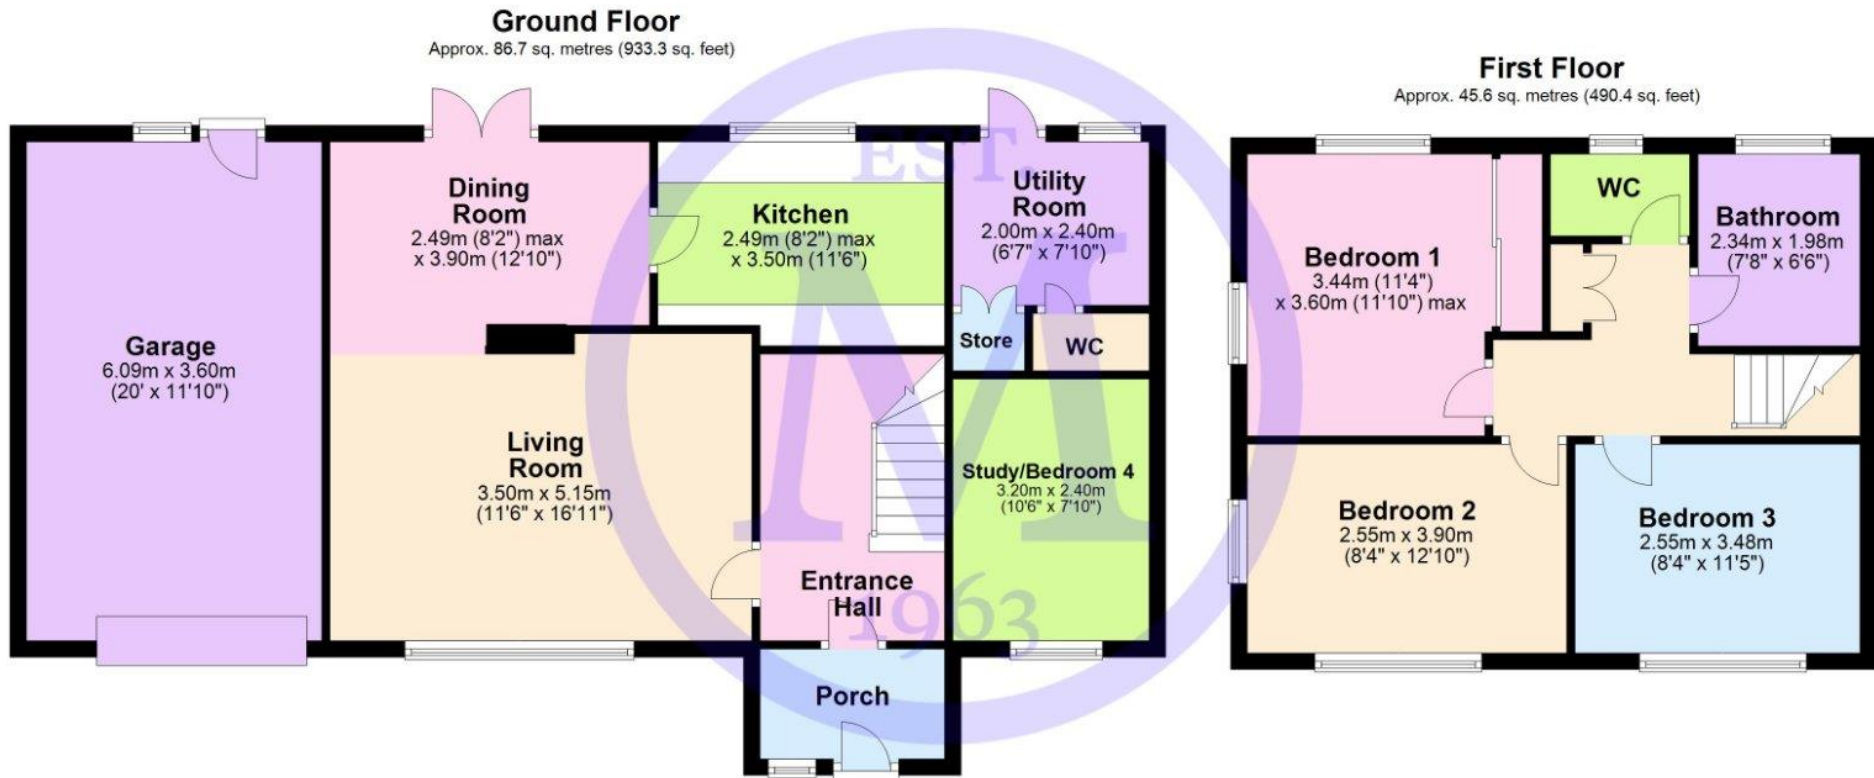 Ground Floor
Approx. 86.7 sq. metres (933.3 sq. feet)
First Floor
Approx. 45.6 sq. metres (490.4 sq. feet)
EST.
M
1963
Dining
Room
2.49m (8'2") max
x 3.90m (12'10")
Kitchen
2.49m (8'2") max
x 3.50m (11'6")
Utility
Room
2.00m x 2.40m
(6'7" x 7'10")
Garage
6.09m x 3.60m
(20' x 11'10")
Store
WC
Living
Room
3.50m x 5.15m
(11'6" x 16'11")
Study/Bedroom 4
3.20m x 2.40m
(10'6" x 7'10")
Entrance
Hall
Porch
WC
Bathroom
2.34m x 1.98m
(7'8" x 6'6")
Bedroom 1
3.44m (11'4")
x 3.60m (11'10") max
Bedroom 2
2.55m x 3.90m
(8'4" x 12'10")
Bedroom 3
2.55m x 3.48m
(8'4" x 11'5")